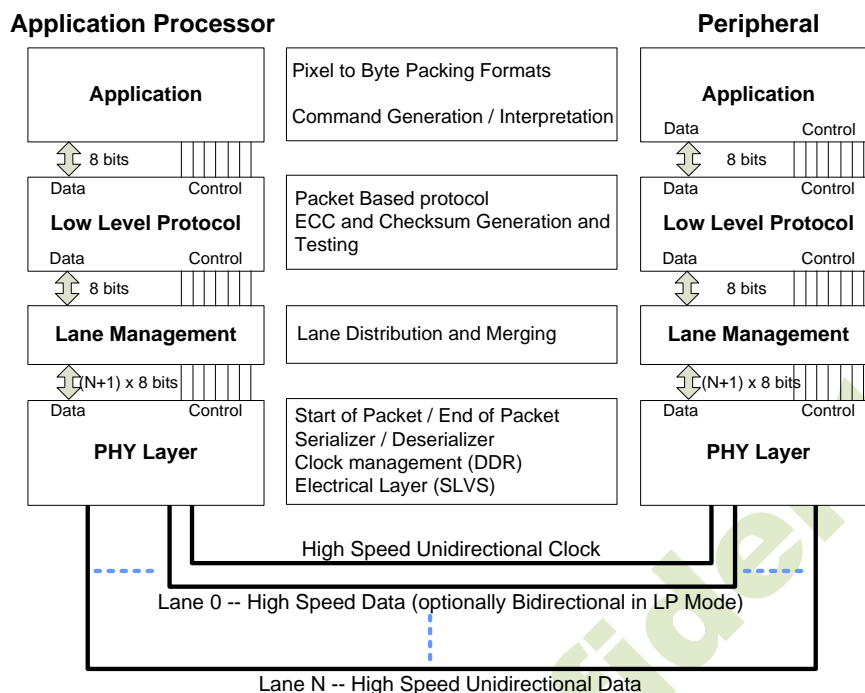 Application Processor
Peripheral
Application
Pixel to Byte Packing Formats
Command Generation / Interpretation
Application
Data
Control
8 bits
8 bits
Data
Control
Low Level Protocol
Data
Control
Packet Based protocol
ECC and Checksum Generation and
Testing
Data
Control
Low Level Protocol
Data
Control
8 bits
8 bits
Lane Management
Lane Distribution and Merging
Lane Management
(N+1) x 8 bits
(N+1) x 8 bits
Data
Control
PHY Layer
Start of Packet / End of Packet
Serializer / Deserializer
Clock management (DDR)
Electrical Layer (SLVS)
Data
Control
PHY Layer
High Speed Unidirectional Clock
Lane 0 -- High Speed Data (optionally Bidirectional in LP Mode)
Lane N -- High Speed Unidirectional Data